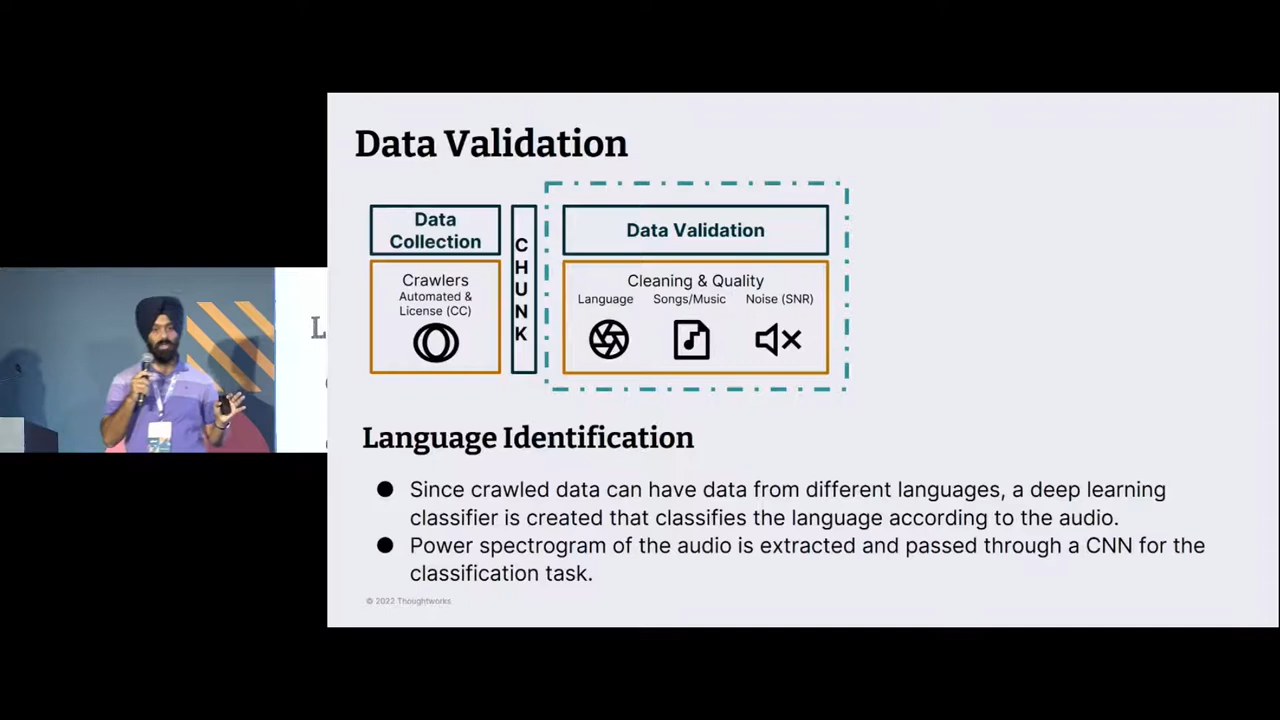 Data Validation
Data
Collection
C
H
U
N
K
Data Validation
Crawlers
Automated &
License (CC)
Cleaning & Quality
Language Songs/Music Noise (SNR)
L
Language Identification
● Since crawled data can have data from different languages, a deep learning
classifier is created that classifies the language according to the audio.
● Power spectrogram of the audio is extracted and passed through a CNN for the
classification task.
© 2022 Thoughtworks